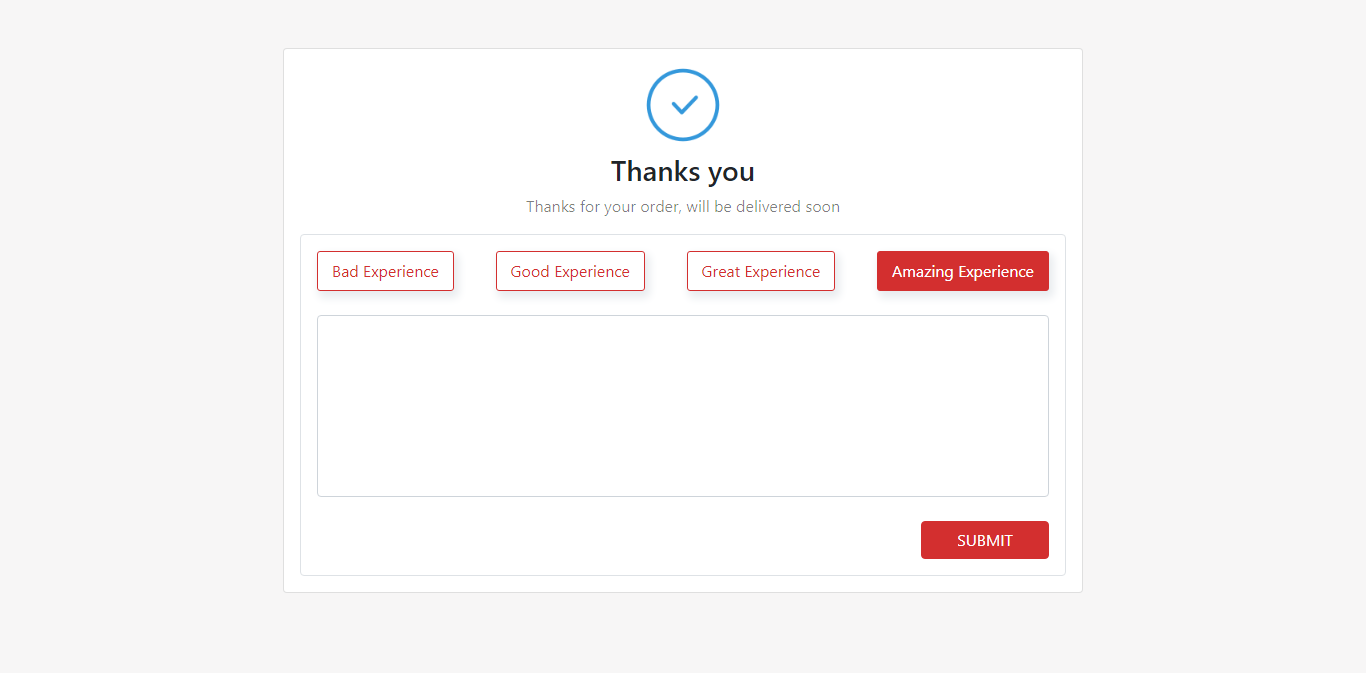 Thanks you
Thanks for your order, will be delivered soon
Bad Experience Good Experience Great Experience Amazing Experience
SUBMIT